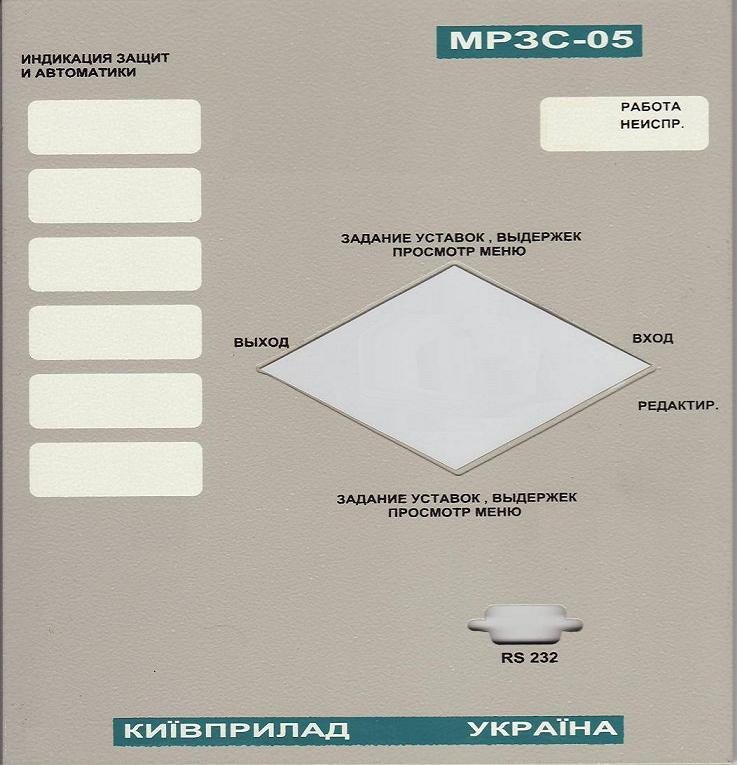 МРЗС-05
ИНДИКАЦИЯ ЗАЩИТ
И АВТОМАТИКИ
РАБОТА
НЕИСПР.
ЗАДАНИЕ УСТАВОК , ВЫДЕРЖЕК
ПРОСМОТР МЕНЮ
ВЫХОД
ВХОД
РЕДАКТИР.
ЗАДАНИЕ УСТАВОК , ВЫДЕРЖЕК
ПРОСМОТР МЕНЮ
RS 232
КИЇВПРИЛАД УКРАЇНА